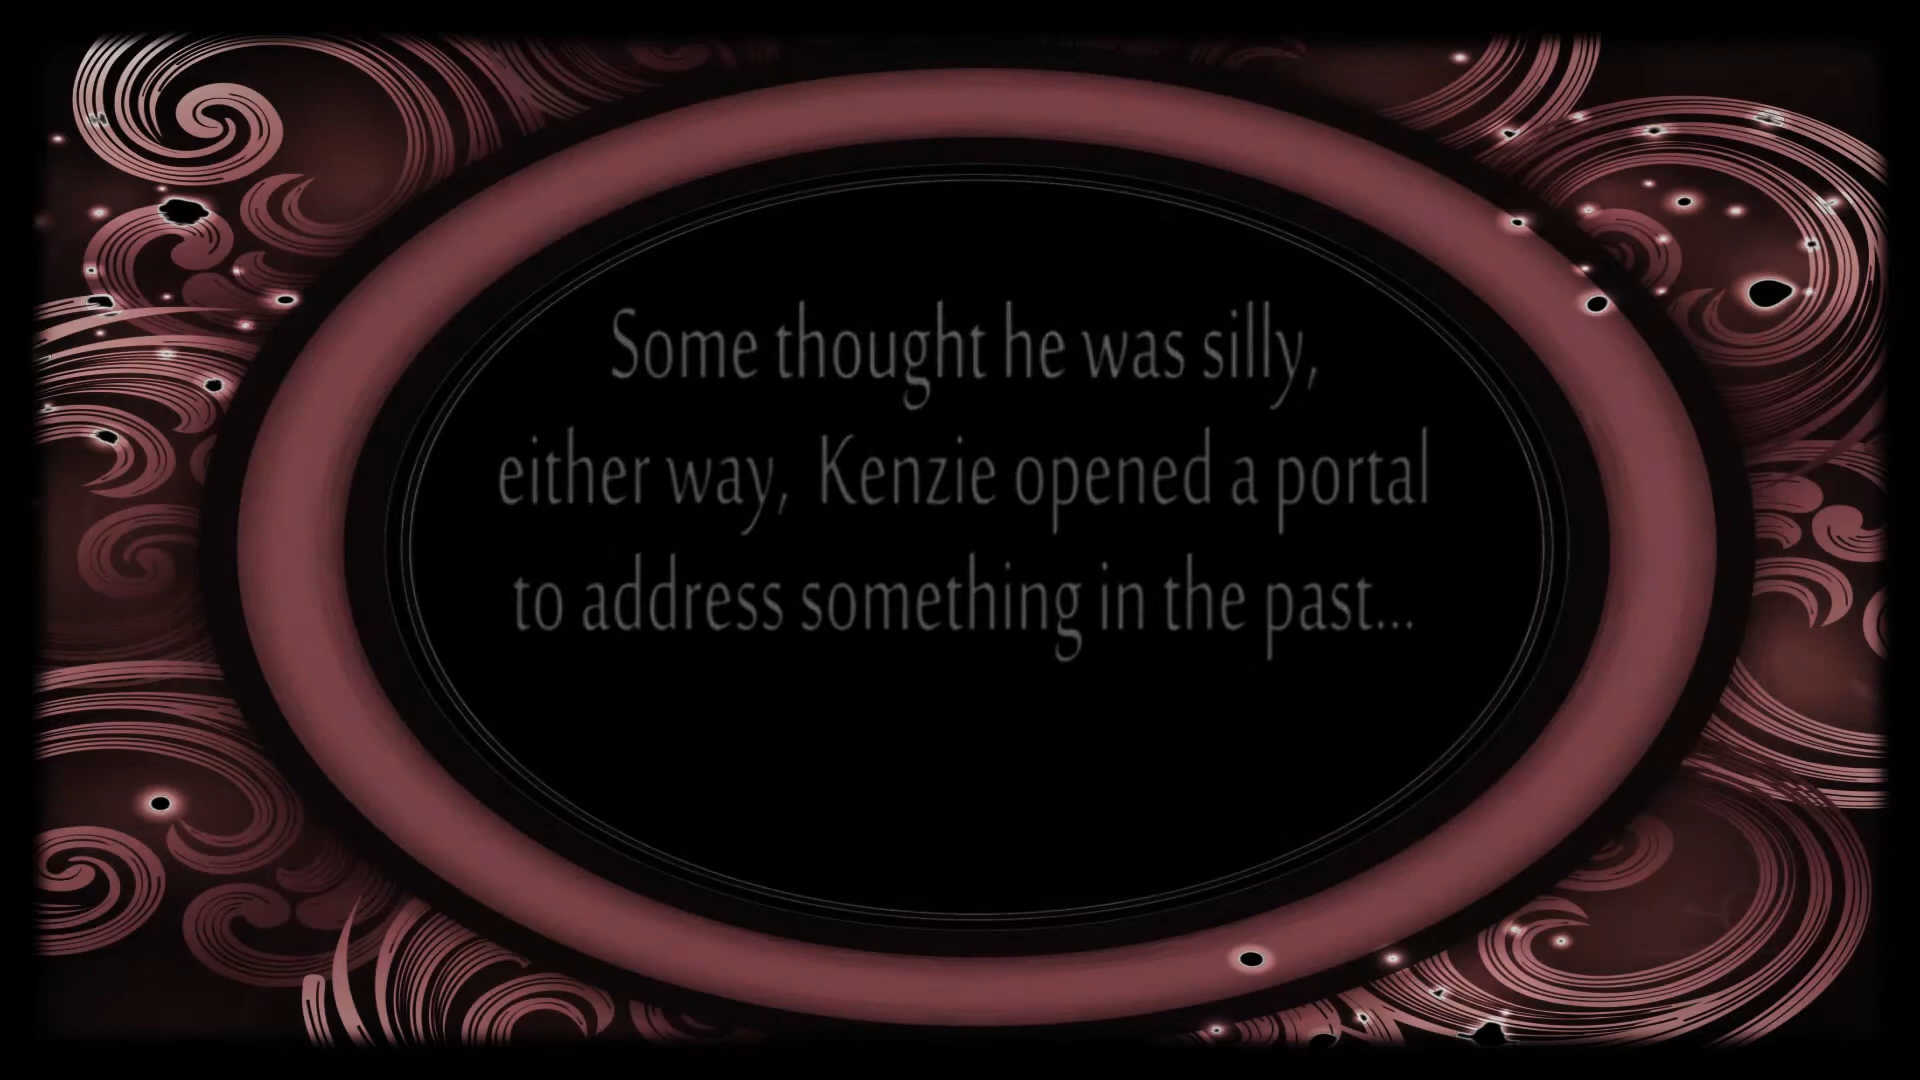 Some thought he was silly,
either way, Kenzie opened a portal
to address something in the past...